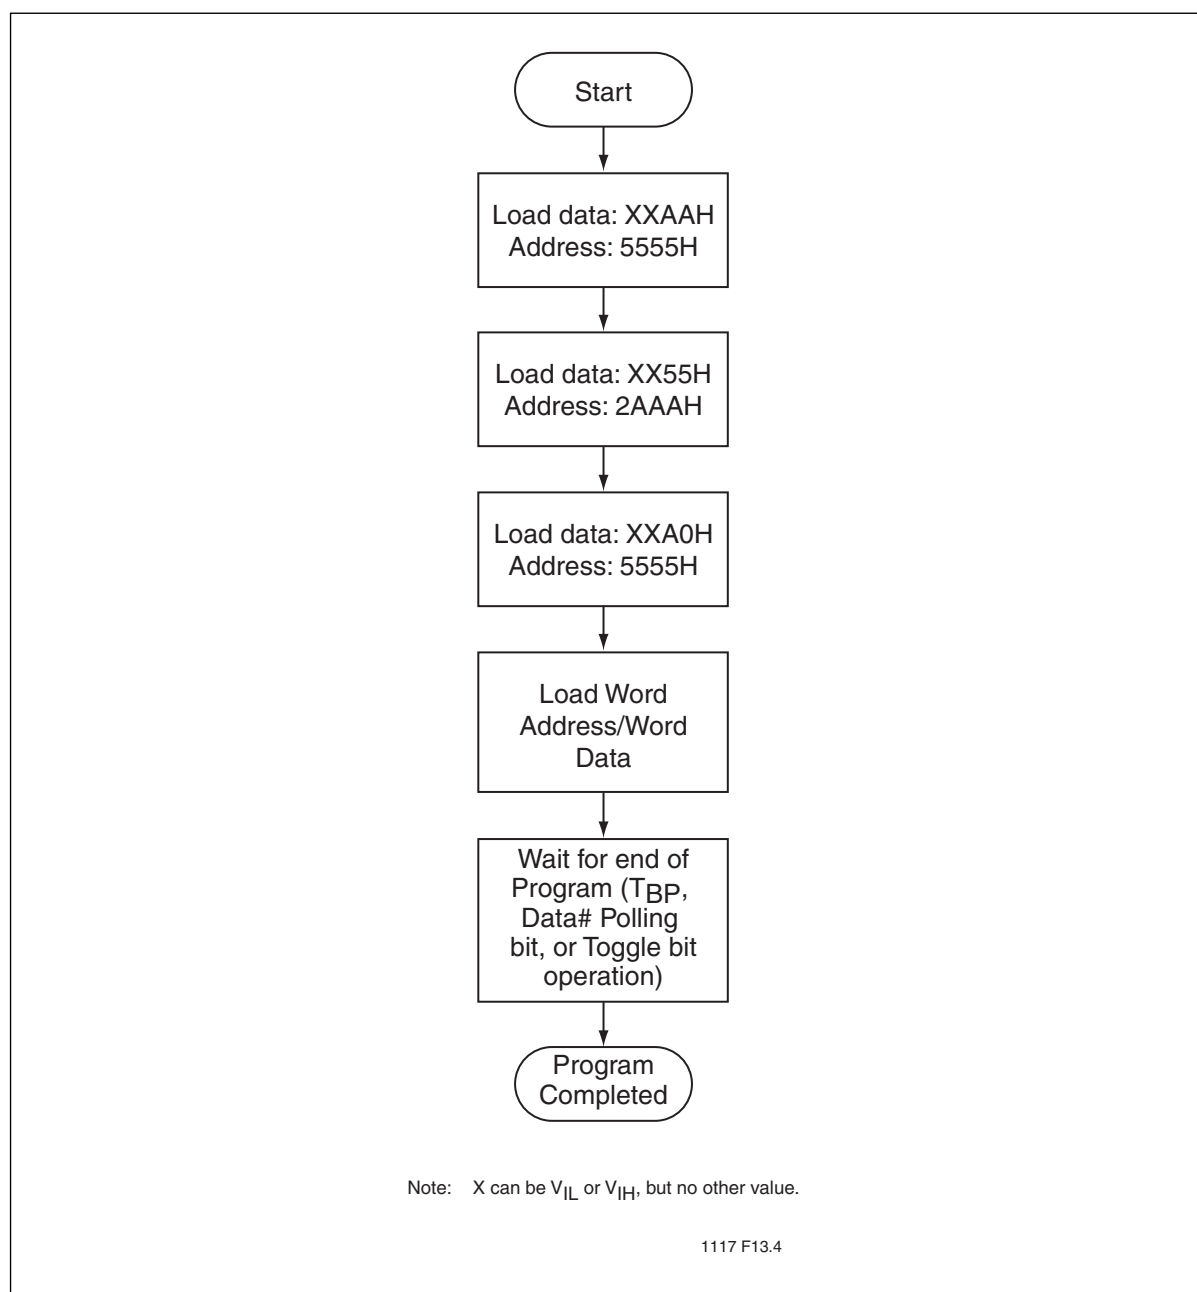 Start
Load data: XXAAH
Address: 5555H
Load data: XX55H
Address: 2AAAH
Load data: XXA0H
Address: 5555H
Load Word
Address/Word
Data
Wait for end of
Program (TBP,
Data# Polling
bit, or Toggle bit
operation)
Program
Completed
Note: X can be VIL or VIH, but no other value.
1117 F13.4